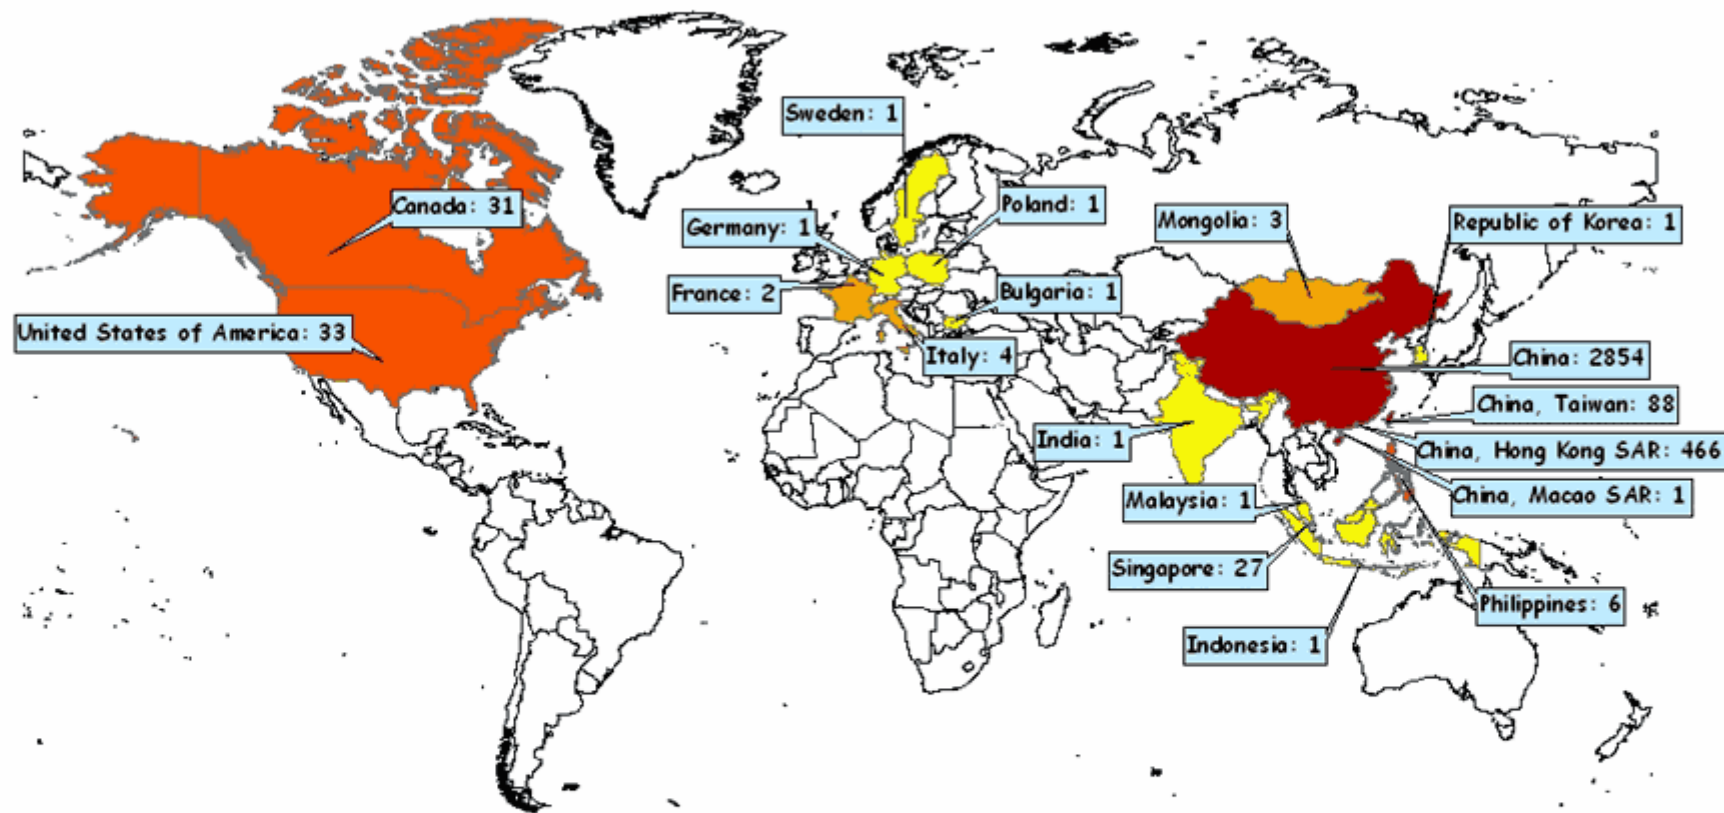 Sweden: 1
Canada: 31
Poland: 1
Germany: 1
Mongolia: 3
Republic of Korea: 1
France: 2
Bulgaria: 1
United States of America: 33
Italy: 4
China: 2854
China, Taiwan: 88
India: 1
China, Hong Kong SAR: 466
Malaysia: 1
China, Macao SAR: 1
Singapore: 27
Philippines: 6
Indonesia: 1